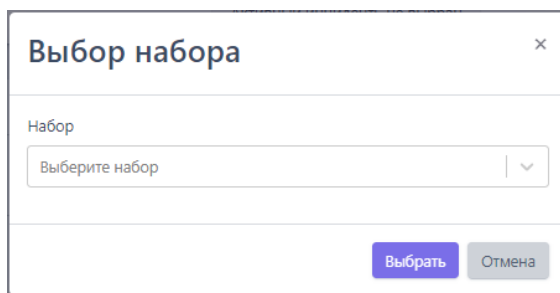 Выбор набора
×
Набор
Выберите набор
Выбрать
Отмена